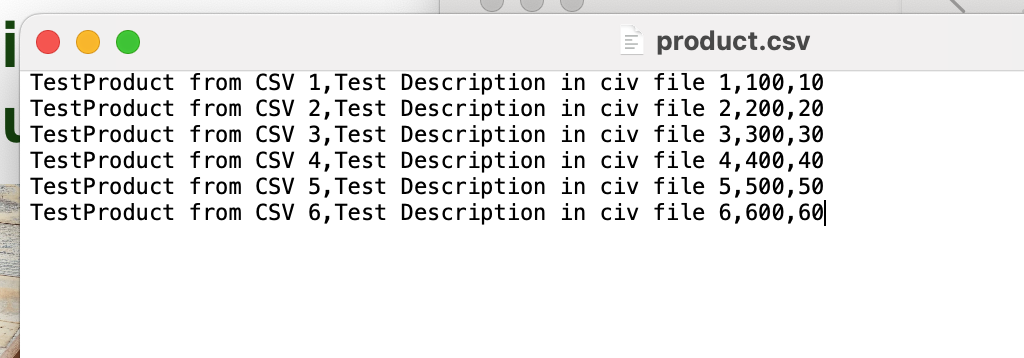 product.csv
TestProduct from CSV 1,Test Description in civ file 1,100,10
TestProduct from CSV 2,Test Description in civ file 2,200,20
TestProduct from CSV 3,Test Description in civ file 3,300,30
TestProduct from CSV 4,Test Description in civ file 4,400,40
TestProduct from CSV 5,Test Description in civ file 5,500,50
TestProduct from CSV 6,Test Description in civ file 6,600,60